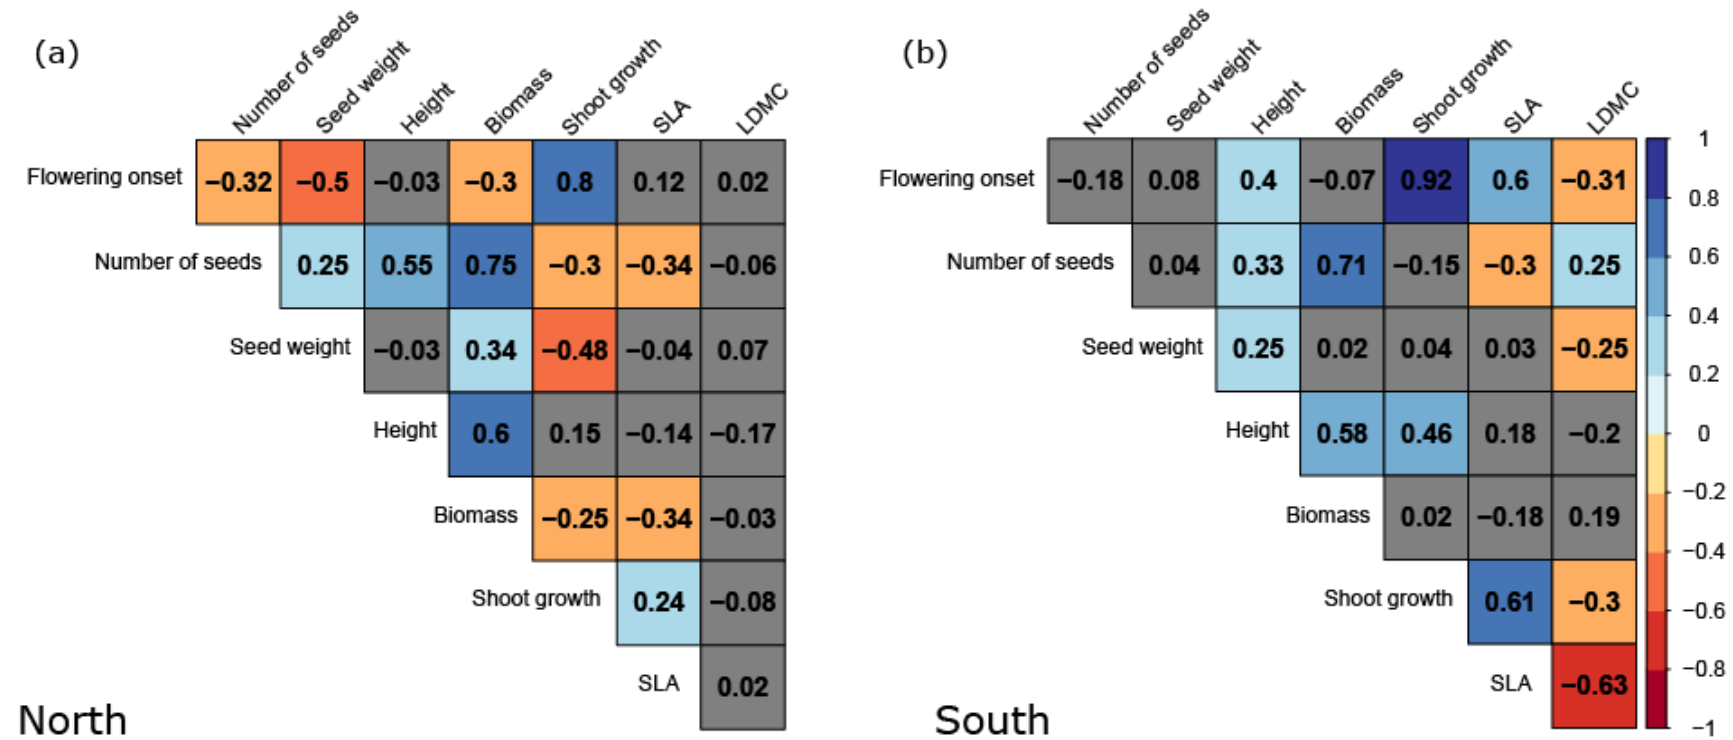 (a)
Number of seeds
Seed weight
Height
Biomass
Shoot growth
SLA
LDMC
Flowering onset −0.32 −0.5 −0.03 −0.3 0.8 0.12 0.02
Number of seeds 0.25 0.55 0.75 −0.3 −0.34 −0.06
Seed weight −0.03 0.34 −0.48 −0.04 0.07
Height 0.6 0.15 −0.14 −0.17
Biomass −0.25 −0.34 −0.03
Shoot growth 0.24 −0.08
SLA 0.02
North
(b)
Number of seeds
Seed weight
Height
Biomass
Shoot growth
SLA
LDMC
Flowering onset −0.18 0.08 0.4 −0.07 0.92 0.6 −0.31
Number of seeds 0.04 0.33 0.71 −0.15 −0.3 0.25
Seed weight 0.25 0.02 0.04 0.03 −0.25
Height 0.58 0.46 0.18 −0.2
Biomass 0.02 −0.18 0.19
Shoot growth 0.61 −0.3
SLA −0.63
South
1
0.8
0.6
0.4
0.2
0
−0.2
−0.4
−0.6
−0.8
−1